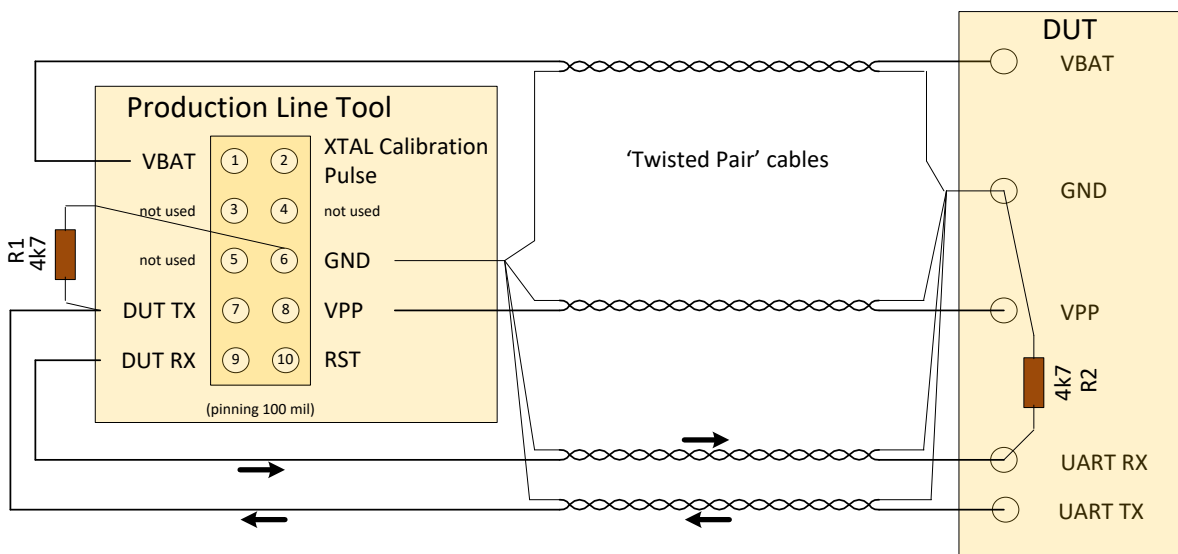 DUT
VBAT
Production Line Tool
VBAT
1
2
XTAL Calibration
Pulse
'Twisted Pair' cables
not used
3
4
not used
GND
R1
4k7
not used
5
6
GND
DUT TX
7
8
VPP
VPP
DUT RX
9
10
RST
4k7
R2
(pinning 100 mil)
UART RX
UART TX